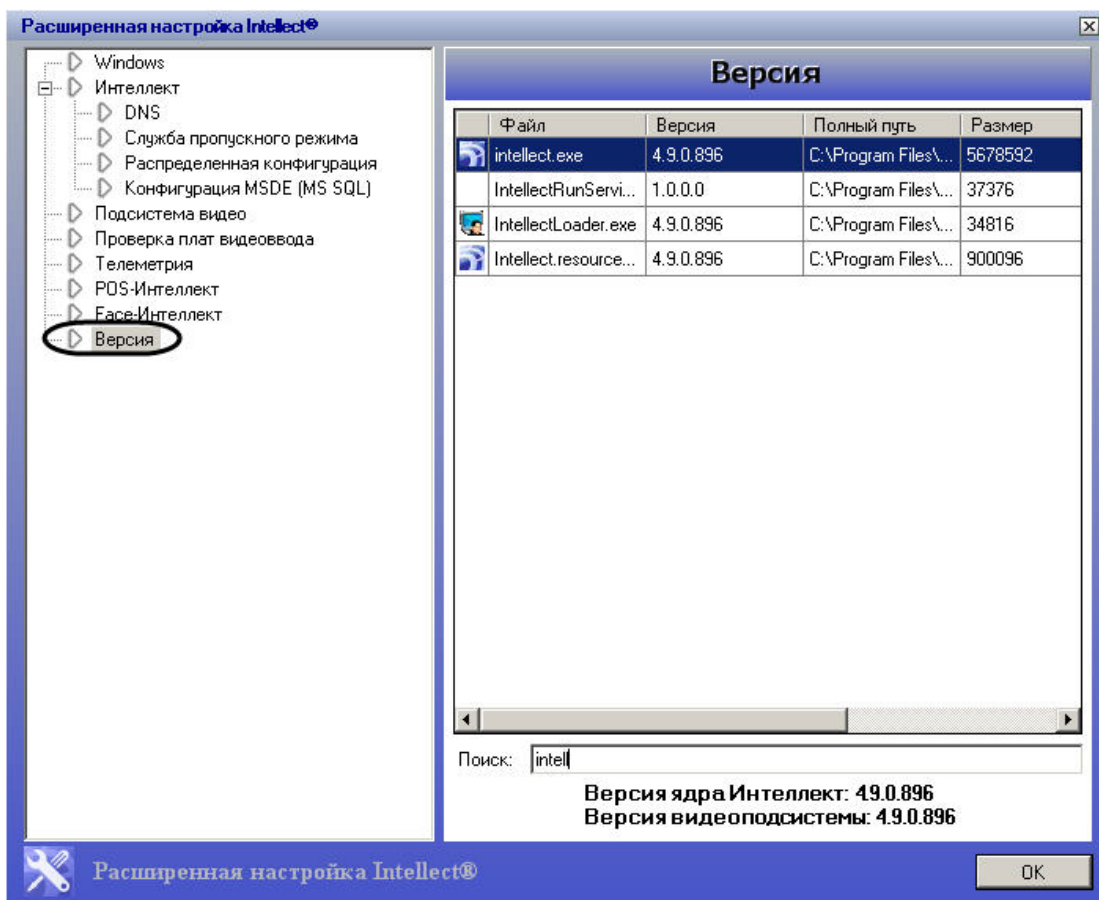 Расширенная настройка Intellect®
Windows
Интеллект
DNS
Служба пропускного режима
Распределенная конфигурация
Конфигурация MSDE (MS SQL)
Подсистема видео
Проверка плат видеоввода
Телеметрия
POS-Интеллект
Face-Интеллект
Версия
Версия
Файл Версия Полный путь Размер
intellect.exe 4.9.0.896 C:\Program Files\... 5678592
IntellectRunServi... 1.0.0.0 C:\Program Files\... 37376
IntellectLoader.exe 4.9.0.896 C:\Program Files\... 34816
Intellect.resource... 4.9.0.896 C:\Program Files\... 900096
Поиск: intell
Версия ядра Интеллект: 4.9.0.896
Версия видеоподсистемы: 4.9.0.896
Расширенная настройка Intellect®
OK